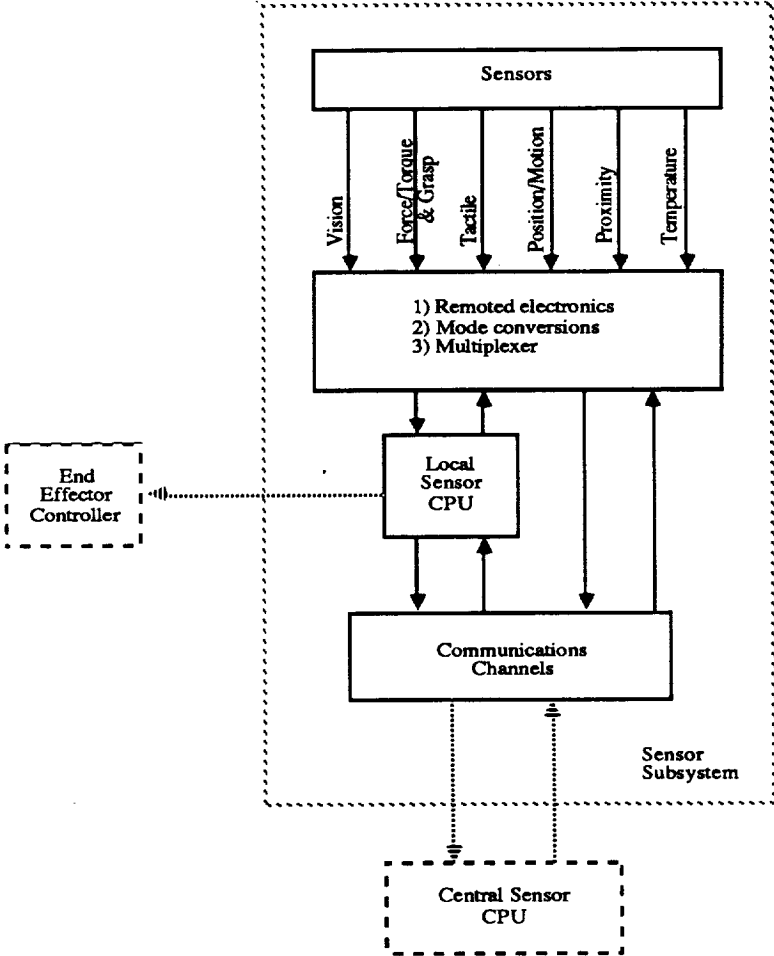 Sensors
Vision
Force/Torque
& Grasp
Tactile
Position/Motion
Proximity
Temperature
1) Remoted electronics
2) Mode conversions
3) Multiplexer
End
Effector
Controller
Local
Sensor
CPU
Communications
Channels
Sensor
Subsystem
Central Sensor
CPU